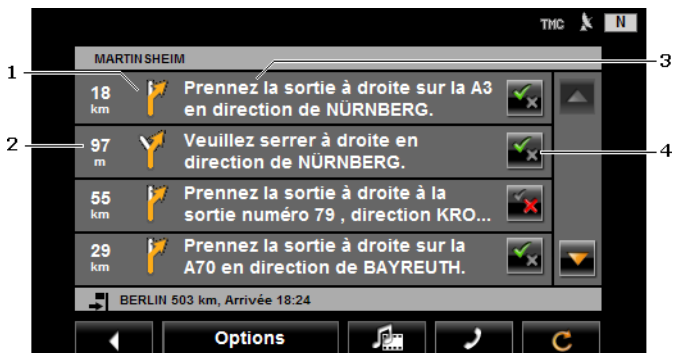 TMC N
MARTINSHEIM
1
3
18 km
Prennez la sortie à droite sur la A3
en direction de NÜRNBERG.
2
97 m
Veuillez serrer à droite en
direction de NÜRNBERG.
4
55 km
Prennez la sortie à droite à la
sortie numéro 79 , direction KRO...
29 km
Prennez la sortie à droite sur la
A70 en direction de BAYREUTH.
BERLIN 503 km, Arrivée 18:24
Options